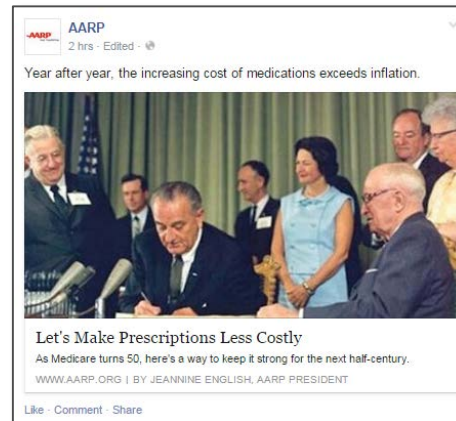 AARP
AARP
2 hrs · Edited ·
Year after year, the increasing cost of medications exceeds inflation.
Let's Make Prescriptions Less Costly
As Medicare turns 50, here's a way to keep it strong for the next half-century.
WWW.AARP.ORG | BY JEANNINE ENGLISH, AARP PRESIDENT
Like · Comment · Share